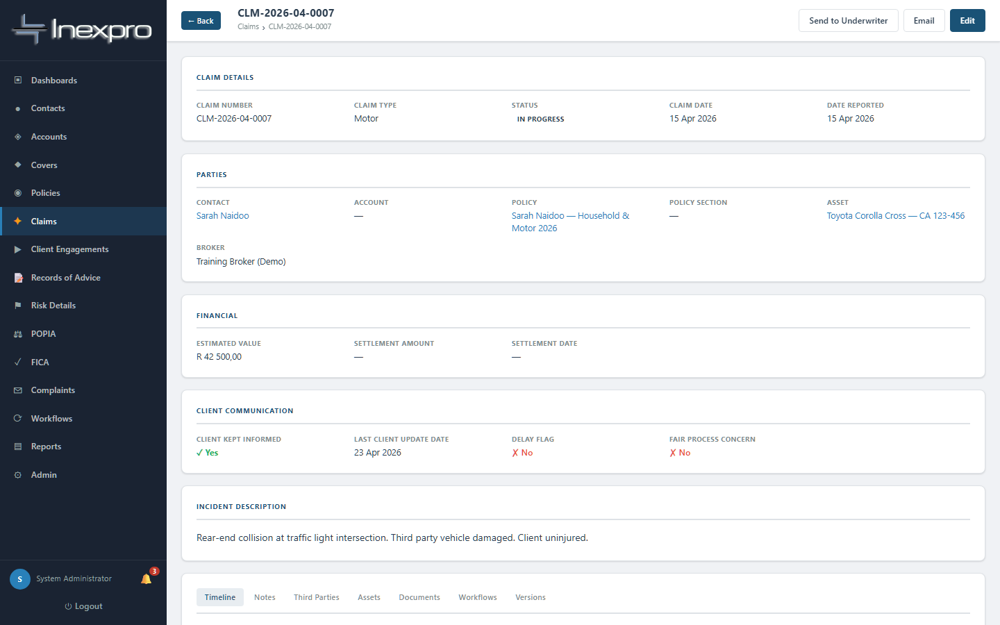 Inexpro
Dashboards
Contacts
Accounts
Covers
Policies
Claims
Client Engagements
Records of Advice
Risk Details
POPIA
FICA
Complaints
Workflows
Reports
Admin
S System Administrator 3
Logout
← Back
CLM-2026-04-0007
Claims › CLM-2026-04-0007
Send to Underwriter Email Edit
CLAIM DETAILS
CLAIM NUMBER CLAIM TYPE STATUS CLAIM DATE DATE REPORTED
CLM-2026-04-0007 Motor IN PROGRESS 15 Apr 2026 15 Apr 2026
PARTIES
CONTACT ACCOUNT POLICY POLICY SECTION ASSET
Sarah Naidoo — Sarah Naidoo — Household & — Toyota Corolla Cross — CA 123-456
Motor 2026
BROKER
Training Broker (Demo)
FINANCIAL
ESTIMATED VALUE SETTLEMENT AMOUNT SETTLEMENT DATE
R 42 500,00 — —
CLIENT COMMUNICATION
CLIENT KEPT INFORMED LAST CLIENT UPDATE DATE DELAY FLAG FAIR PROCESS CONCERN
✓ Yes 23 Apr 2026 ✗ No ✗ No
INCIDENT DESCRIPTION
Rear-end collision at traffic light intersection. Third party vehicle damaged. Client uninjured.
Timeline Notes Third Parties Assets Documents Workflows Versions